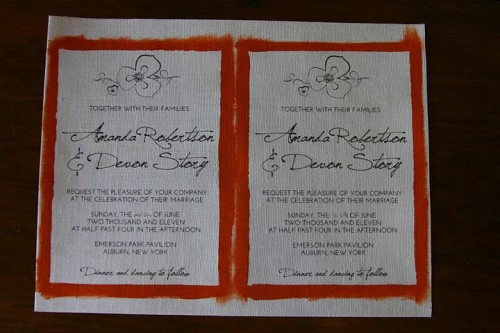 TOGETHER WITH THEIR FAMILIES
Amanda Robertson
& Devon Story
REQUEST THE PLEASURE OF YOUR COMPANY
AT THE CELEBRATION OF THEIR MARRIAGE
SUNDAY, THE OF JUNE
TWO THOUSAND AND ELEVEN
AT HALF PAST FOUR IN THE AFTERNOON
EMERSON PARK PAVILION
AUBURN, NEW YORK
Dinner and dancing to follow
TOGETHER WITH THEIR FAMILIES
Amanda Robertson
& Devon Story
REQUEST THE PLEASURE OF YOUR COMPANY
AT THE CELEBRATION OF THEIR MARRIAGE
SUNDAY, THE OF JUNE
TWO THOUSAND AND ELEVEN
AT HALF PAST FOUR IN THE AFTERNOON
EMERSON PARK PAVILION
AUBURN, NEW YORK
Dinner and dancing to follow